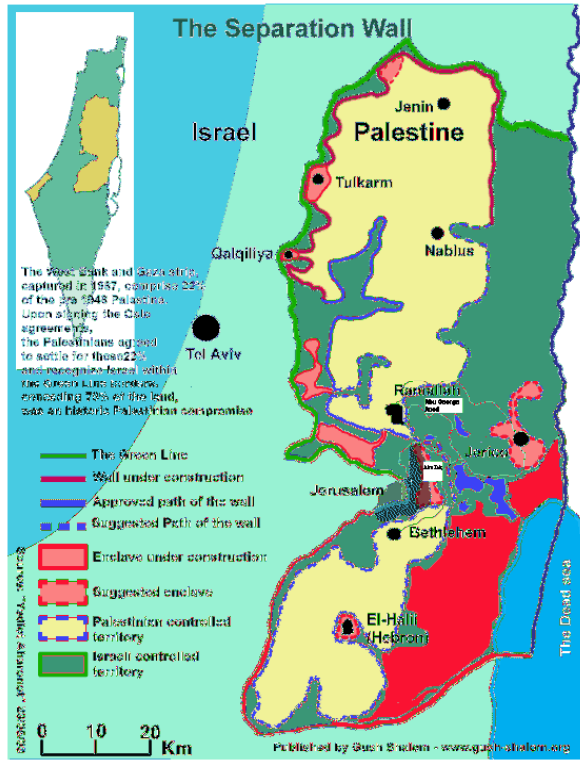 The Separation Wall
Jenin
Israel
Palestine
Tulkarm
Qalqiliya
Nablus
The West Bank and Gaza strip,
captured in 1967, comprise 22%
of the pre 1948 Palestine.
Upon signing the Oslo
agreements,
the Palestinians agreed
to settle for these 22%
and recognize Israel within
the Green Line
78% of the land,
was an historic Palestinian compromise
Tel Aviv
Ramallah
Jericho
Jerusalem
Bethlehem
The Green Line
Wall under construction
Approved path of the wall
Suggested Path of the wall
Enclave under construction
Suggested enclave
Palestinian controlled
territory
Israeli controlled
territory
El-Halil
(Hebron)
The Dead sea
0 10 20
Km
Published by Gush Shalom - www.gush-shalom.org